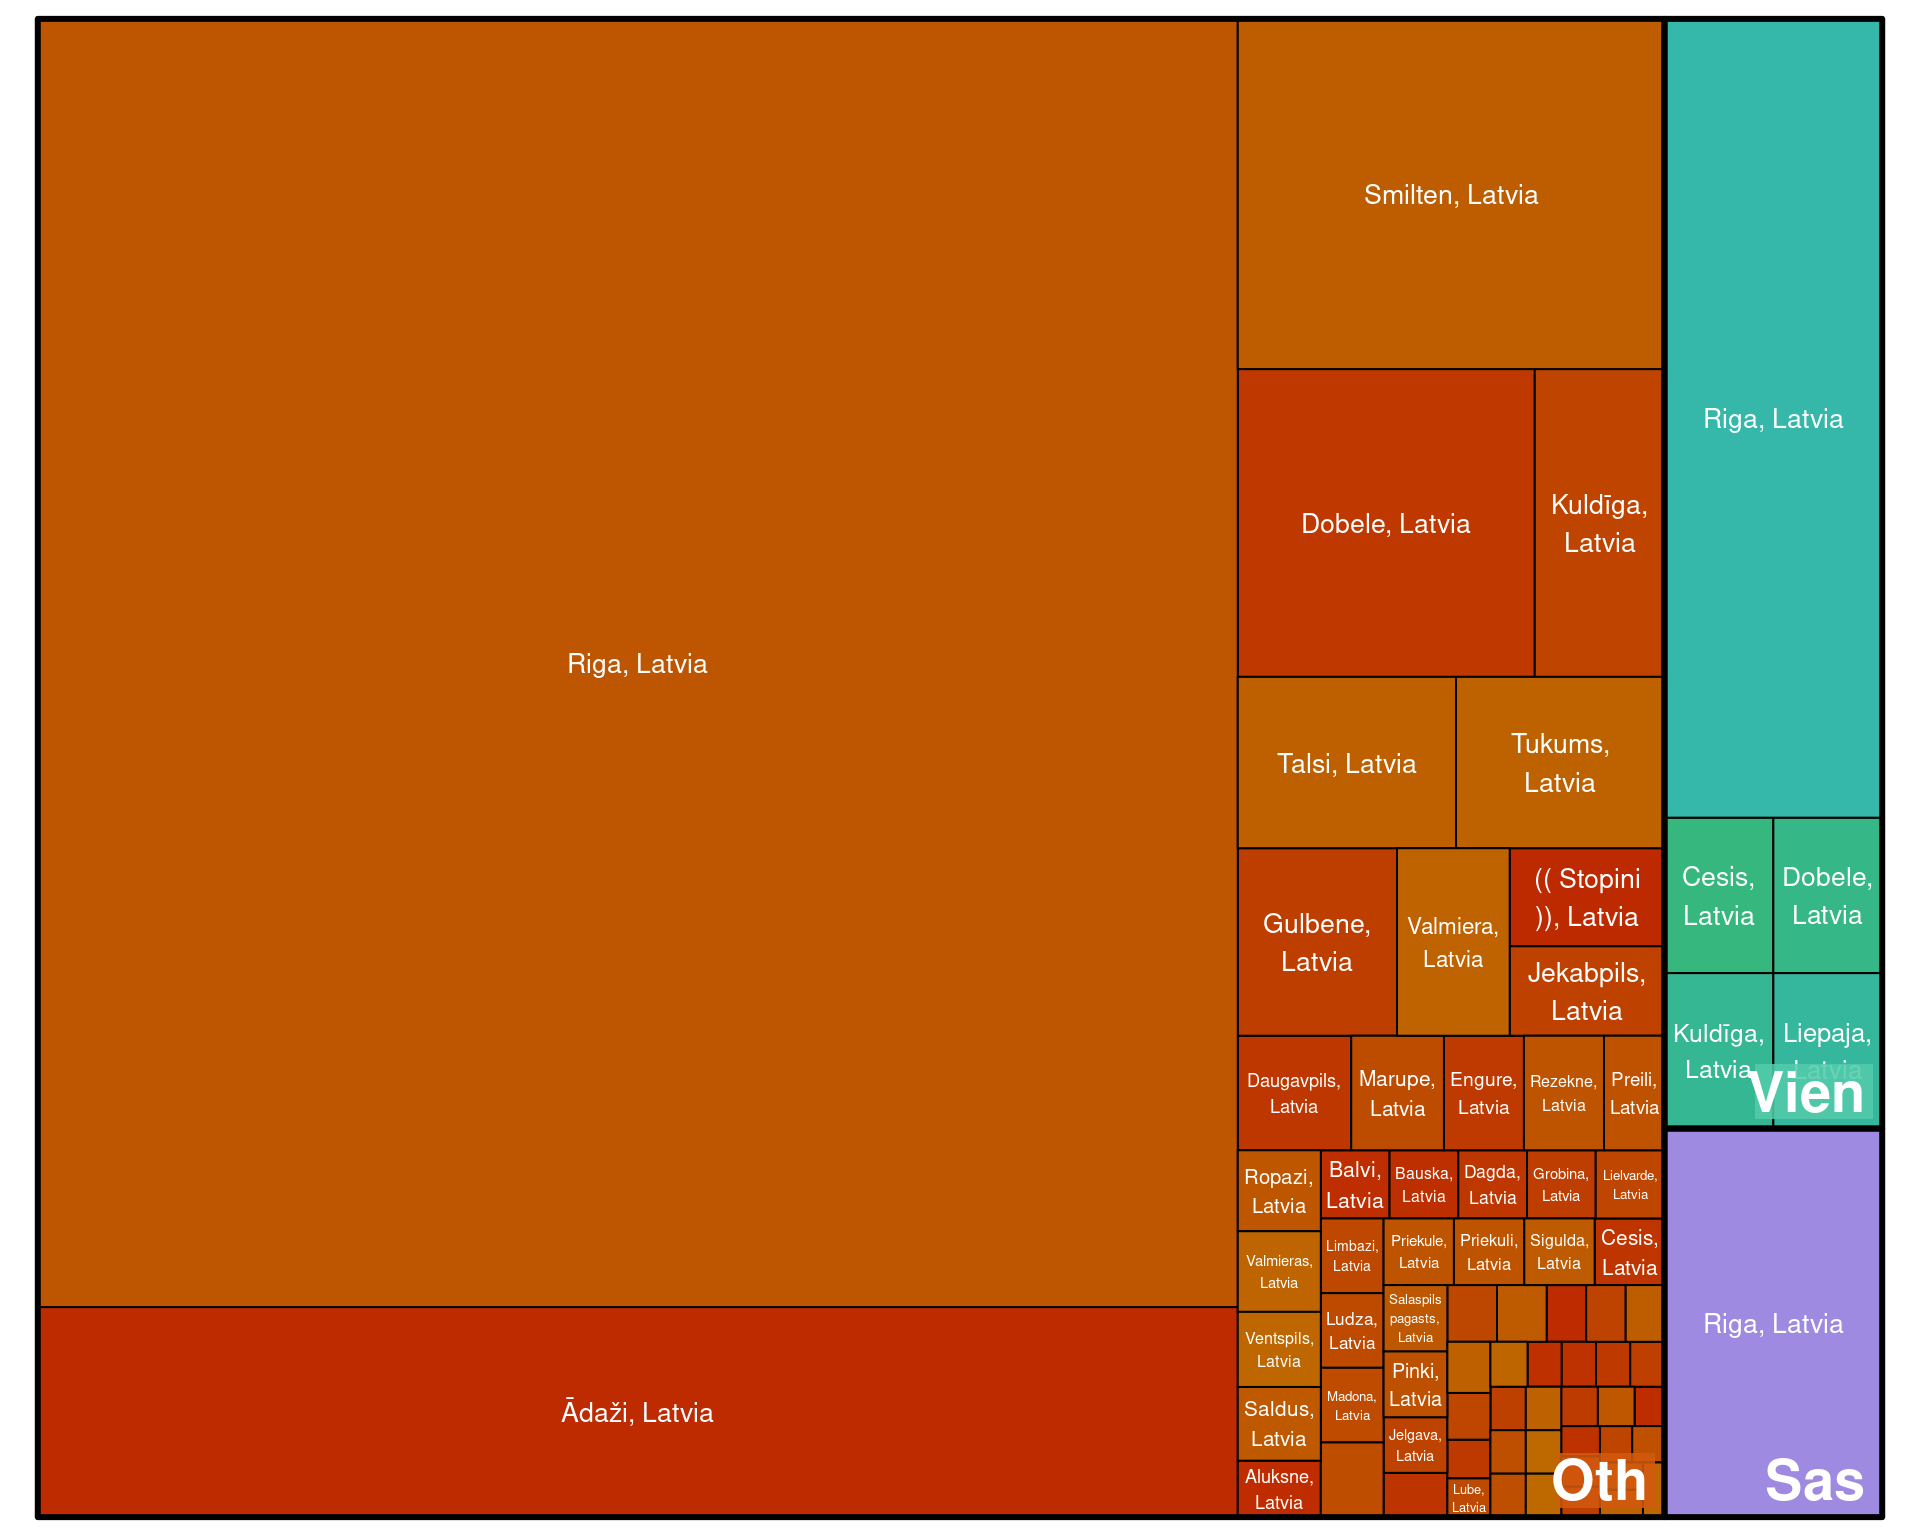 Riga, Latvia
Ādaži, Latvia
Smilten, Latvia
Dobele, Latvia
Kuldīga,
Latvia
Talsi, Latvia
Tukums,
Latvia
Gulbene,
Latvia
Valmiera,
Latvia
(( Stopini
)), Latvia
Jekabpils,
Latvia
Daugavpils,
Latvia
Marupe,
Latvia
Engure,
Latvia
Rezekne,
Latvia
Preili,
Latvia
Ropazi,
Latvia
Valmieras,
Latvia
Ventspils,
Latvia
Saldus,
Latvia
Aluksne,
Latvia
Balvi,
Latvia
Bauska,
Latvia
Dagda,
Latvia
Grobina,
Latvia
Lielvarde,
Latvia
Limbazi,
Latvia
Ludza,
Latvia
Madona,
Latvia
Priekule,
Latvia
Priekuli,
Latvia
Sigulda,
Latvia
Cesis,
Latvia
Salaspils
pagasts,
Latvia
Pinki,
Latvia
Jelgava,
Latvia
Lube,
Latvia
Oth
Riga, Latvia
Cesis,
Latvia
Dobele,
Latvia
Kuldīga,
Latvia
Liepaja,
Latvia
Vien
Riga, Latvia
Sas